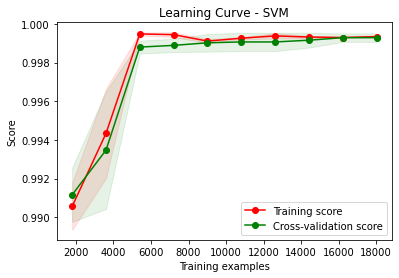 Learning Curve - SVM
1.000
0.998
0.996
0.994
0.992
0.990
Score
Training score
Cross-validation score
2000 4000 6000 8000 10000 12000 14000 16000 18000
Training examples